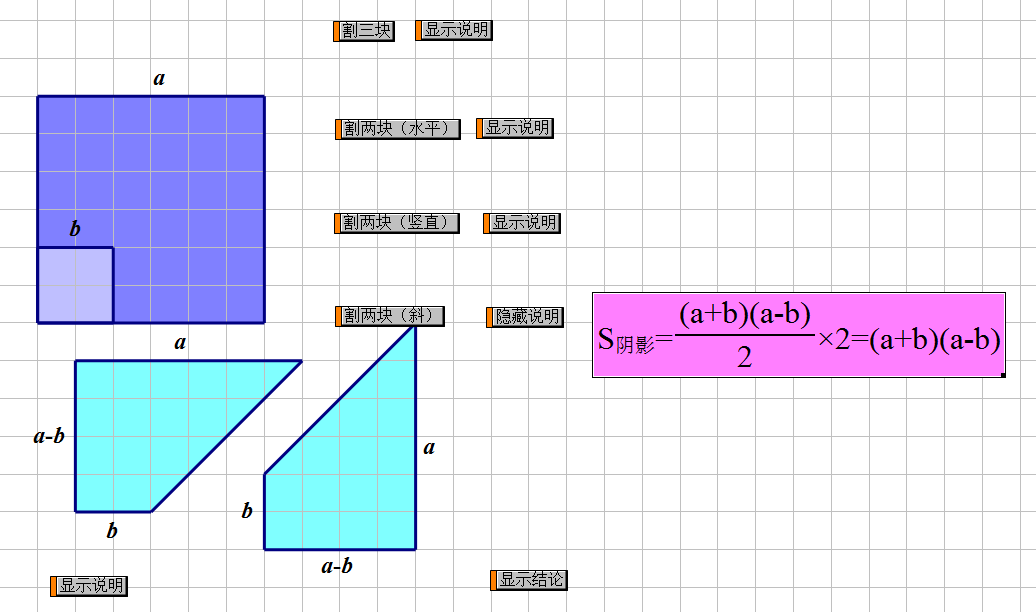 割三块 显示说明
a
割两块（水平） 显示说明
b
割两块（竖直） 显示说明
割两块（斜） 隐藏说明
S阴影=(a+b)(a-b)/2×2=(a+b)(a-b)
a
a-b
a
b
b
a-b
显示说明
显示结论